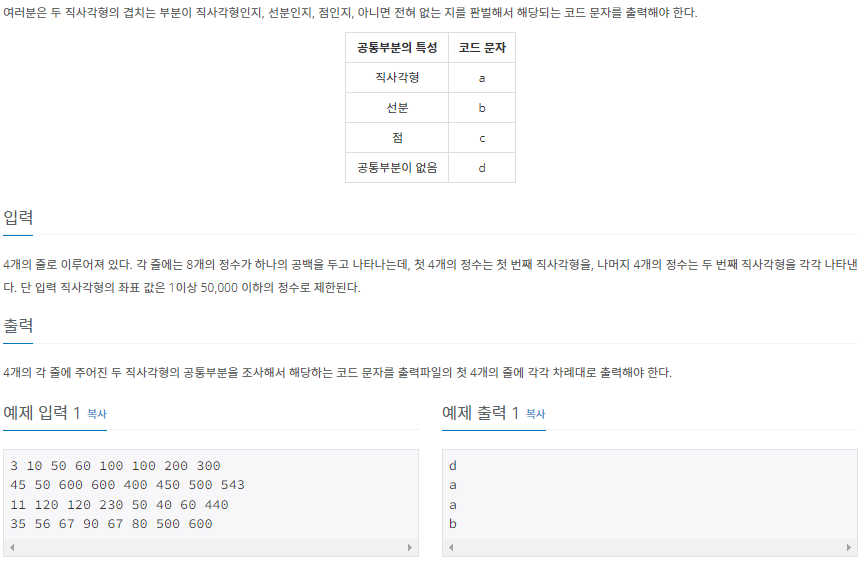 여러분은 두 직사각형의 겹치는 부분이 직사각형인지, 선분인지, 점인지, 아니면 전혀 없는 지를 판벌해서 해당되는 코드 문자를 출력해야 한다.
공통부분의 특성 코드 문자
직사각형 a
선분 b
점 c
공통부분이 없음 d
입력
4개의 줄로 이루어져 있다. 각 줄에는 8개의 정수가 하나의 공백을 두고 나타나는데, 첫 4개의 정수는 첫 번째 직사각형을, 나머지 4개의 정수는 두 번째 직사각형을 각각 나타낸
다. 단 입력 직사각형의 좌표 값은 1이상 50,000 이하의 정수로 제한된다.
출력
4개의 각 줄에 주어진 두 직사각형의 공통부분을 조사해서 해당하는 코드 문자를 출력파일의 첫 4개의 줄에 각각 차례대로 출력해야 한다.
예제 입력 1 복사
3 10 50 60 100 100 200 300
45 50 600 600 400 450 500 543
11 120 120 230 50 40 60 440
35 56 67 90 67 80 500 600
예제 출력 1 복사
d
a
a
b